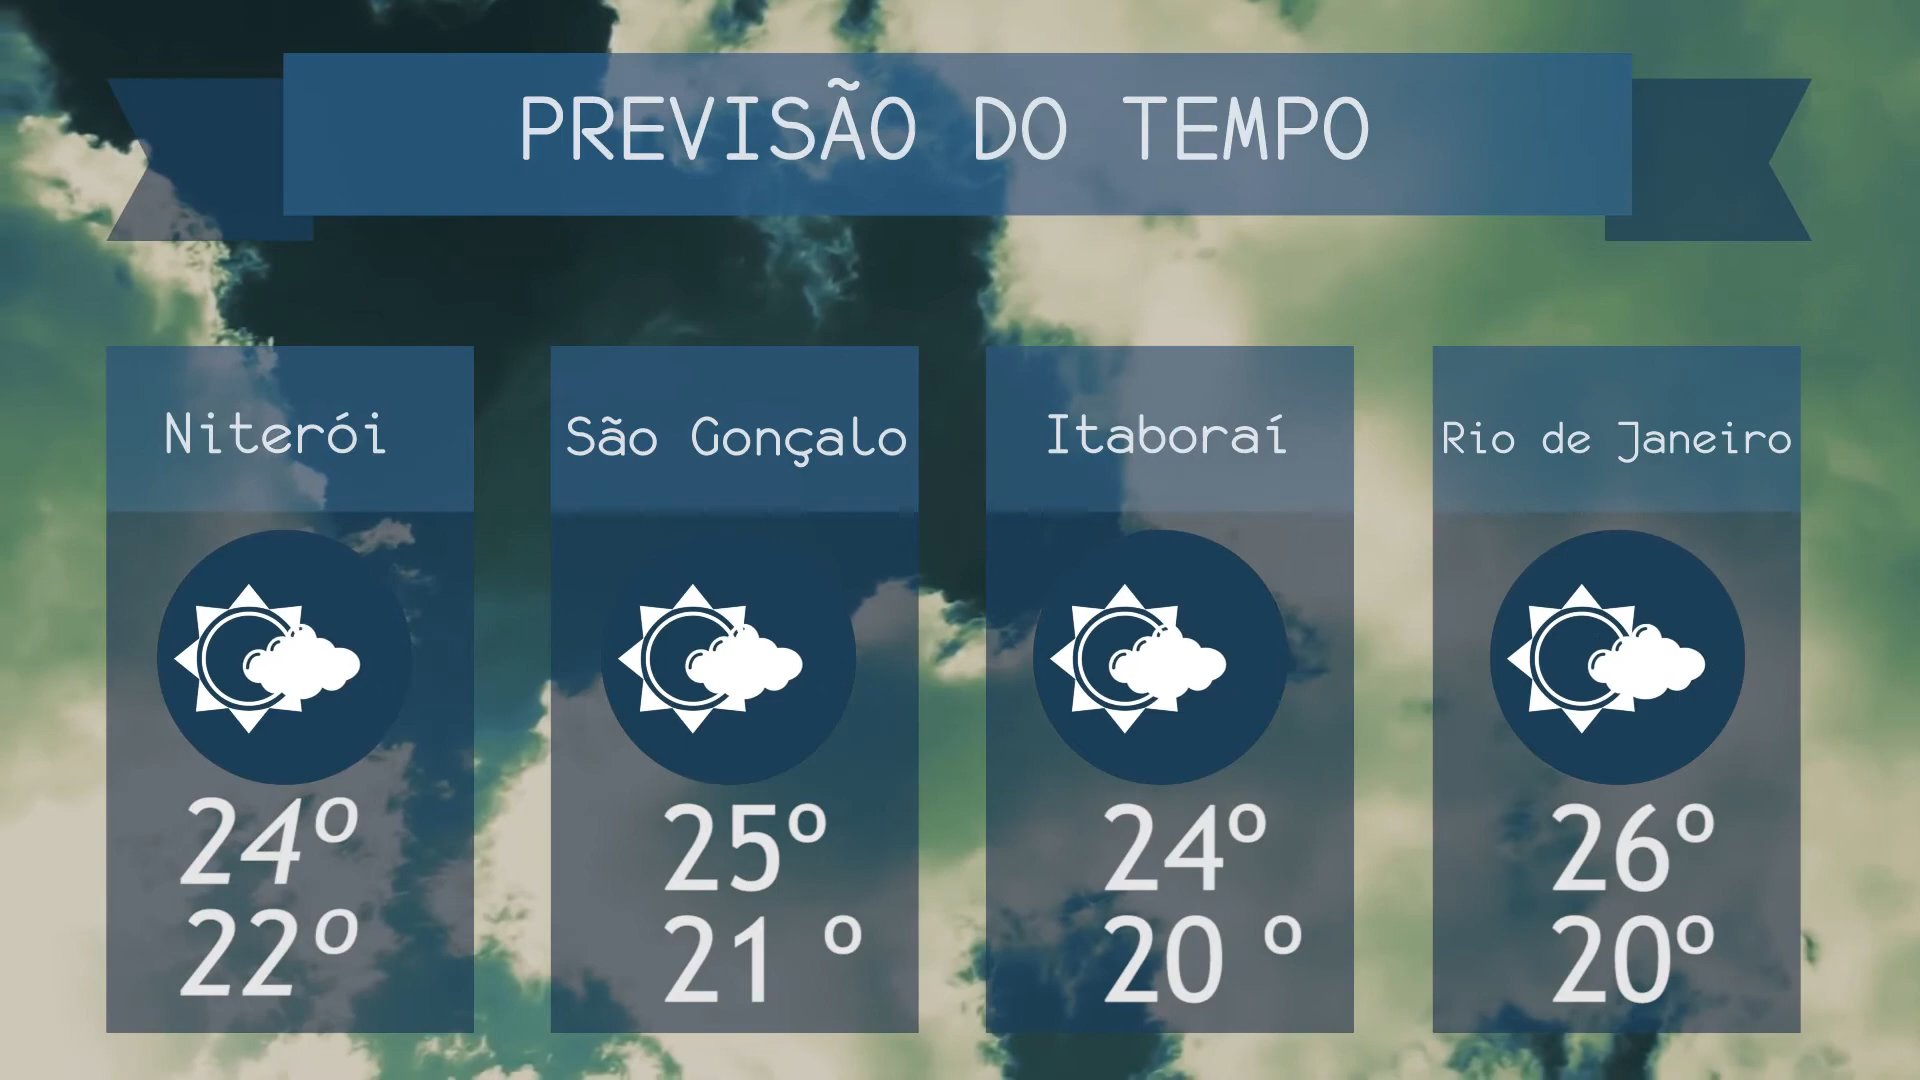 PREVISÃO DO TEMPO
Niterói
24º
22º
São Gonçalo
25º
21 º
Itaboraí
24º
20 º
Rio de Janeiro
26º
20º